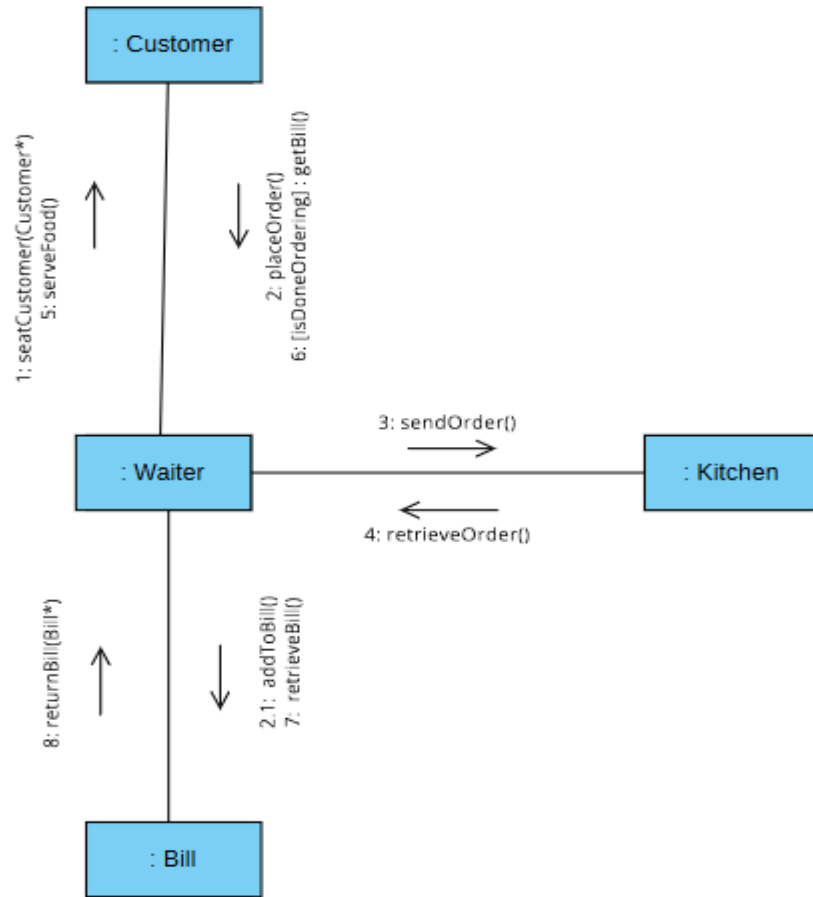 : Customer
1: seatCustomer(Customer*)
5: serveFood()
2: placeOrder()
6: [isDoneOrdering] : getBill()
3: sendOrder()
: Waiter
: Kitchen
4: retrieveOrder()
8: returnBill(Bill*)
2.1: addToBill()
7: retrieveBill()
: Bill